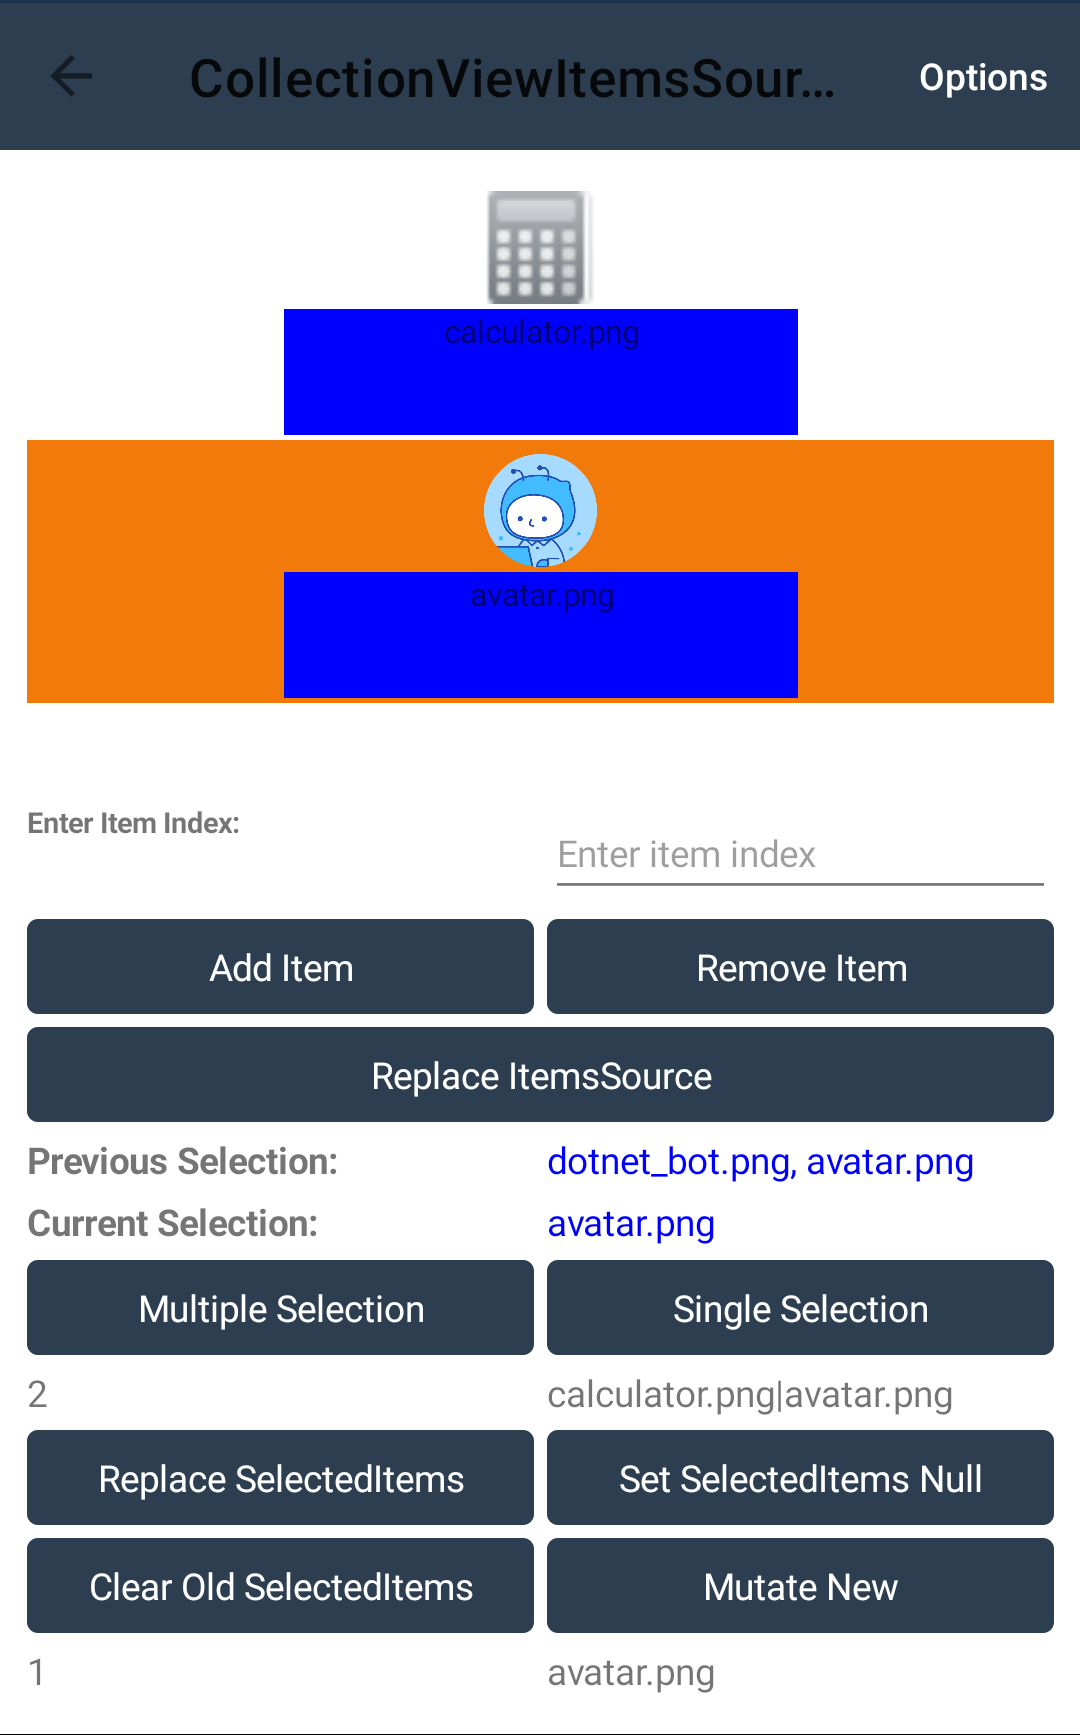 CollectionViewItemsSour...
Options
calculator.png
avatar.png
Enter Item Index:
Enter item index
Add Item
Remove Item
Replace ItemsSource
Previous Selection:
dotnet_bot.png, avatar.png
Current Selection:
avatar.png
Multiple Selection
Single Selection
2
calculator.png|avatar.png
Replace SelectedItems
Set SelectedItems Null
Clear Old SelectedItems
Mutate New
1
avatar.png